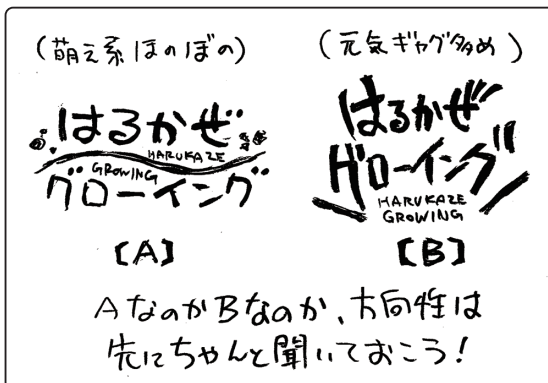 (萌え系ほのぼの)
はるかぜ
HARUKAZE
GROWING
グローイング
[A]
(元気ギャグ多め)
はるかぜ
グローイング
HARUKAZE
GROWING
[B]
AなのかBなのか、方向性は
先にちゃんと聞いておこう!